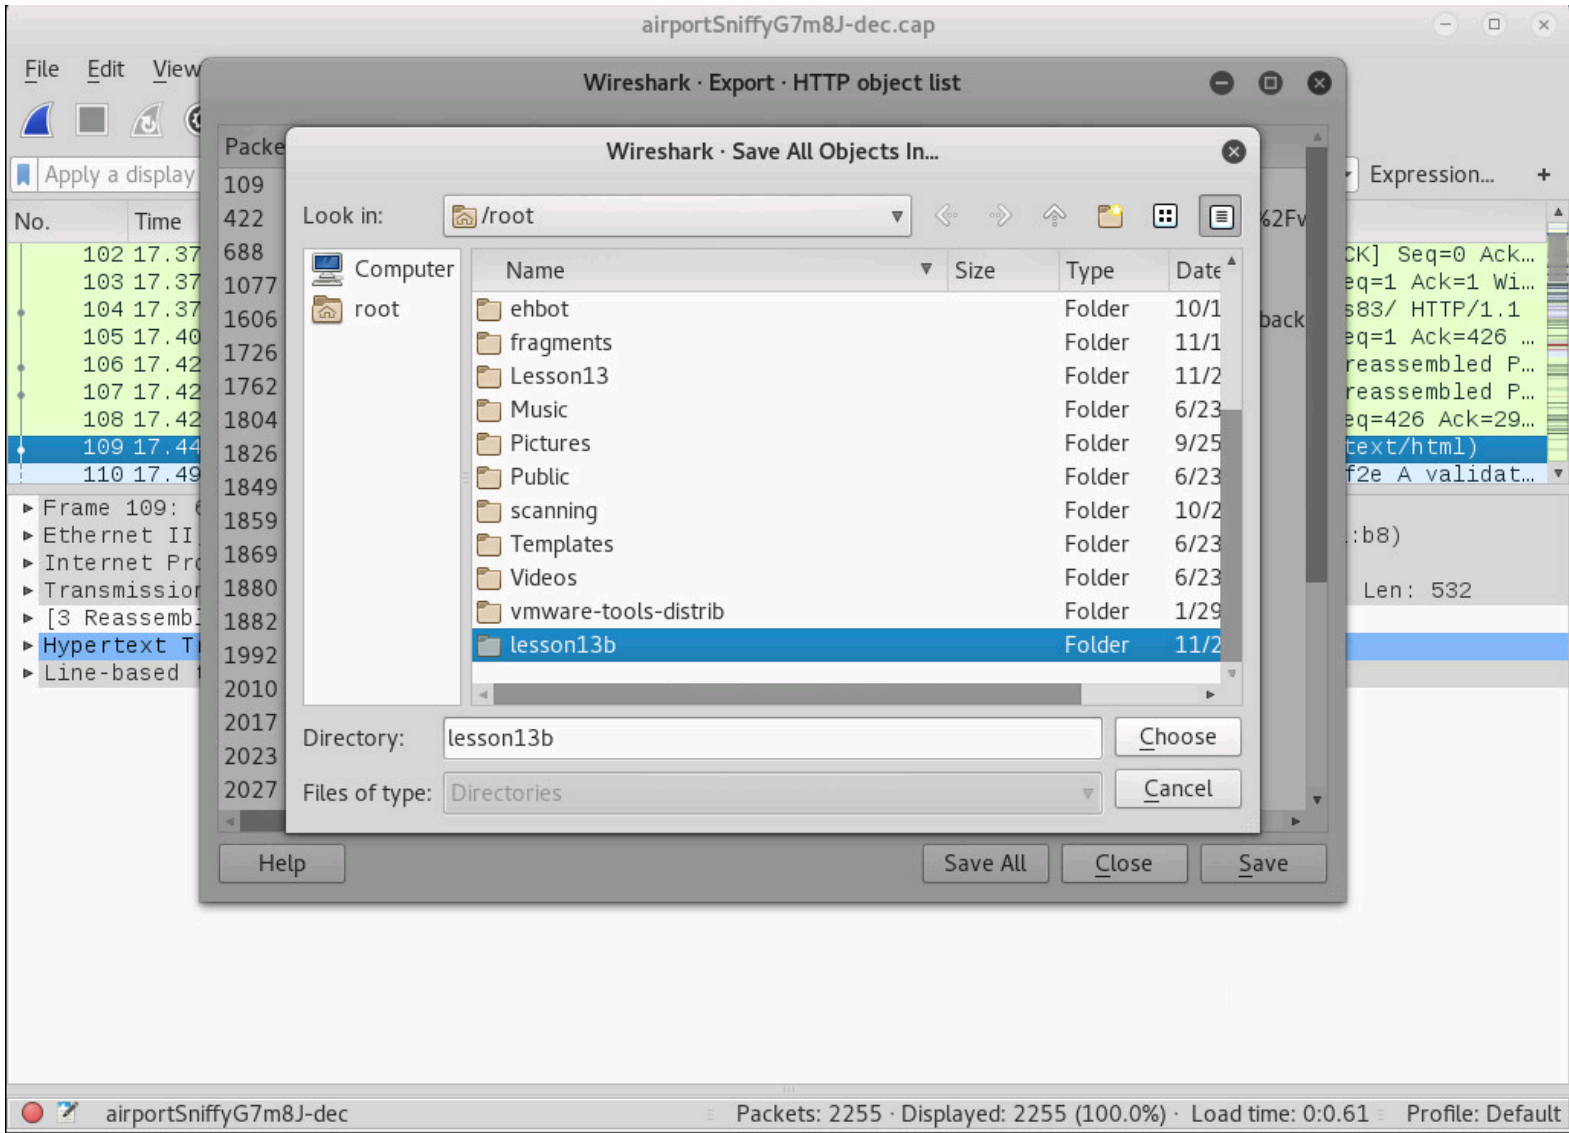 airportSniffyG7m8J-dec.cap
File Edit View
Wireshark · Export · HTTP object list
Apply a display
Expression... +
No. Time
102 17.37 CK] Seq=0 Ack…
103 17.37 eq=1 Ack=1 Wi…
104 17.37 s83/ HTTP/1.1
105 17.40 eq=1 Ack=426 …
106 17.42 reassembled P…
107 17.42 reassembled P…
108 17.42 eq=426 Ack=29…
109 17.44 text/html)
110 17.49 f2e A validat…
Frame 109: 6
Ethernet II :b8)
Internet Pro
Transmission Len: 532
[3 Reassembl
Hypertext Tr
Line-based t
Packe
109
422 %2Fv
688
1077
1606 back
1726
1762
1804
1826
1849
1859
1869
1880
1882
1992
2010
2017
2023
2027
Wireshark · Save All Objects In...
Look in: /root
Computer
root
Name Size Type Date
ehbot Folder 10/1
fragments Folder 11/1
Lesson13 Folder 11/2
Music Folder 6/23
Pictures Folder 9/25
Public Folder 6/23
scanning Folder 10/2
Templates Folder 6/23
Videos Folder 6/23
vmware-tools-distrib Folder 1/29
lesson13b Folder 11/2
Directory: lesson13b Choose
Files of type: Directories Cancel
Help Save All Close Save
airportSniffyG7m8J-dec Packets: 2255 · Displayed: 2255 (100.0%) · Load time: 0:0.61 Profile: Default